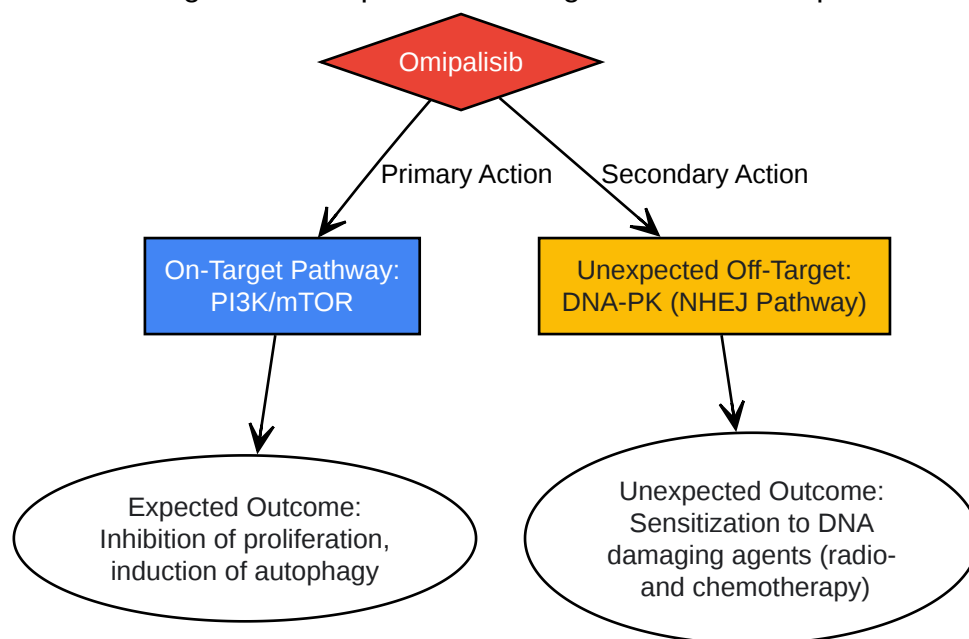 Omipalisib
Primary Action
Secondary Action
On-Target Pathway:
PI3K/mTOR
Unexpected Off-Target:
DNA-PK (NHEJ Pathway)
Expected Outcome:
Inhibition of proliferation,
induction of autophagy
Unexpected Outcome:
Sensitization to DNA
damaging agents (radio-
and chemotherapy)